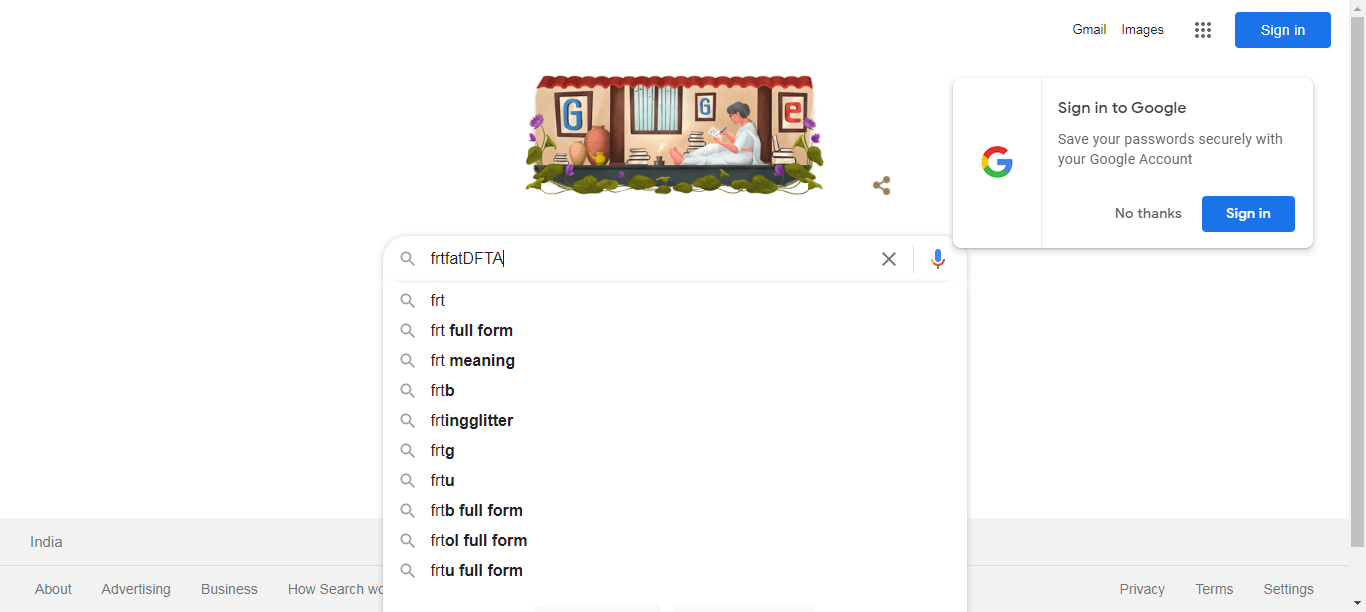 Gmail Images Sign in
G G e
Sign in to Google
Save your passwords securely with
your Google Account
No thanks Sign in
frtfatDFTA
frt
frt full form
frt meaning
frtb
frtingglitter
frtg
frtu
frtb full form
frtol full form
frtu full form
India
About Advertising Business How Search wo
Privacy Terms Settings